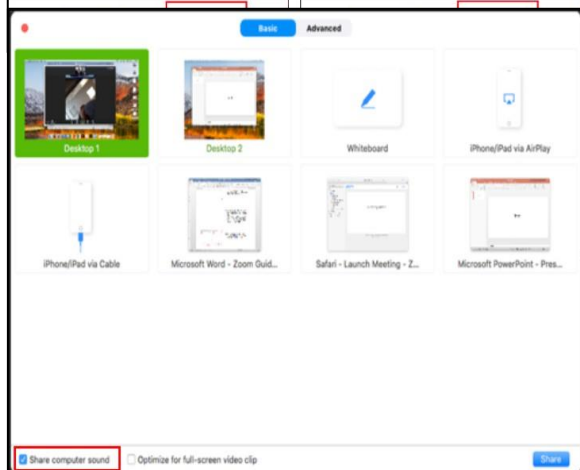 Basic Advanced
Desktop 1
Desktop 2
Whiteboard
iPhone/iPad via AirPlay
iPhone/iPad via Cable
Microsoft Word - Zoom Guid...
Safari - Launch Meeting - Z...
Microsoft PowerPoint - Pres...
Share computer sound
Optimize for full-screen video clip
Share